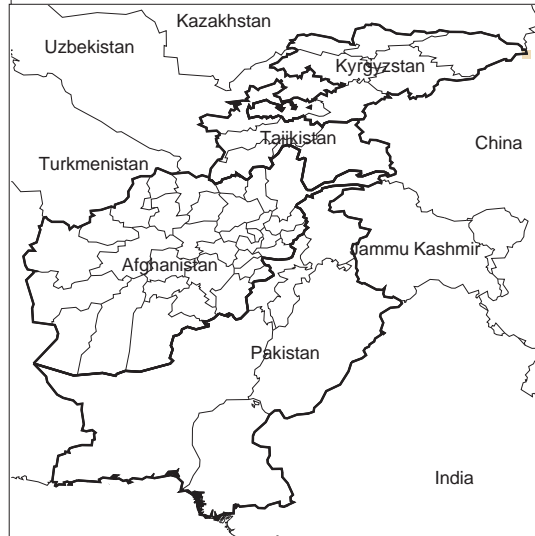 Kazakhstan
Uzbekistan
Kyrgyzstan
Tajikistan
China
Turkmenistan
Jammu Kashmir
Afghanistan
Pakistan
India